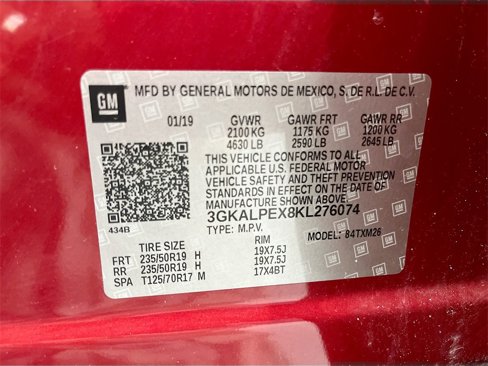 GM
MFD BY GENERAL MOTORS DE MEXICO, S. DE R.L. DE C.V.
01/19 GVWR GAWR FRT GAWR RR
2100 KG 1175 KG 1200 KG
4630 LB 2590 LB 2645 LB
THIS VEHICLE CONFORMS TO ALL
APPLICABLE U.S. FEDERAL MOTOR
VEHICLE SAFETY, BUMPER, AND THEFT
PREVENTION STANDARDS IN EFFECT ON
THE DATE OF MANUFACTURE SHOWN ABOVE.
3GKALPEX8KL276074
434B TYPE: M.P.V. MODEL: 84TXM26
TIRE SIZE RIM
FRT 235/50R19 H 19X7.5J
RR 235/50R19 H 19X7.5J
SPA T125/70R17 M 17X4BT